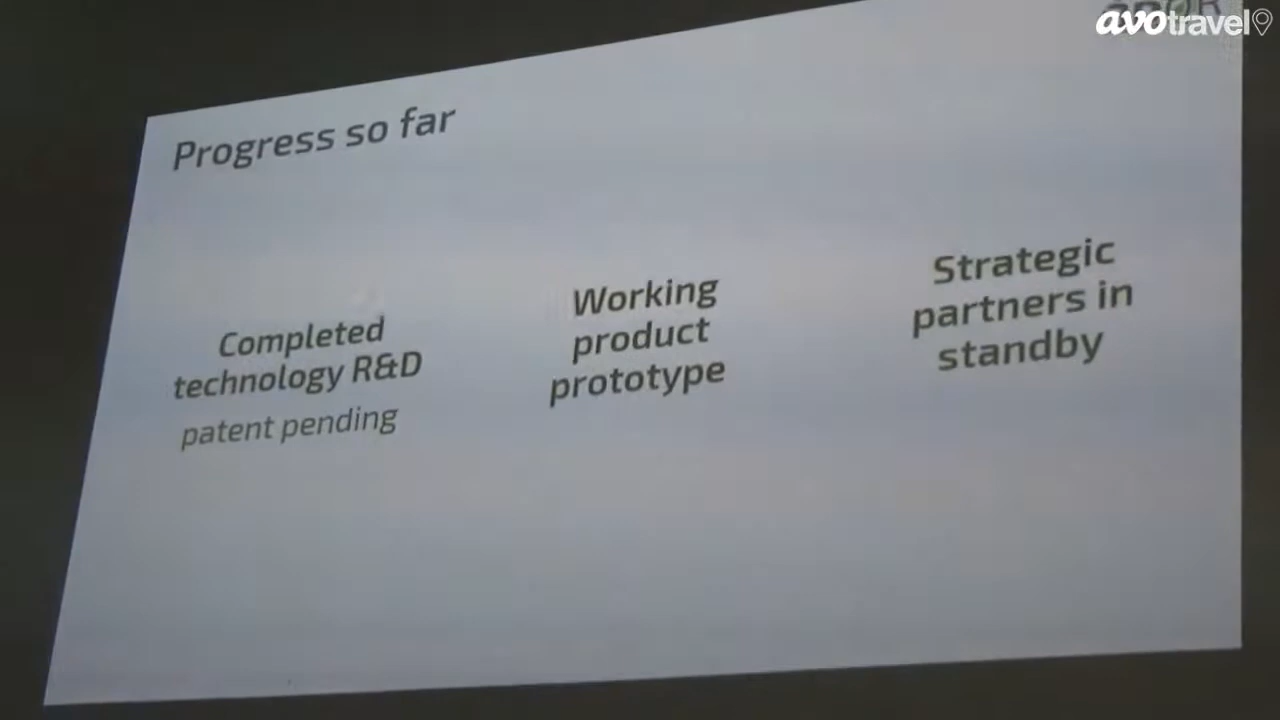 avotravel
Progress so far
Completed
technology R&D
patent pending
Working
product
prototype
Strategic
partners in
standby